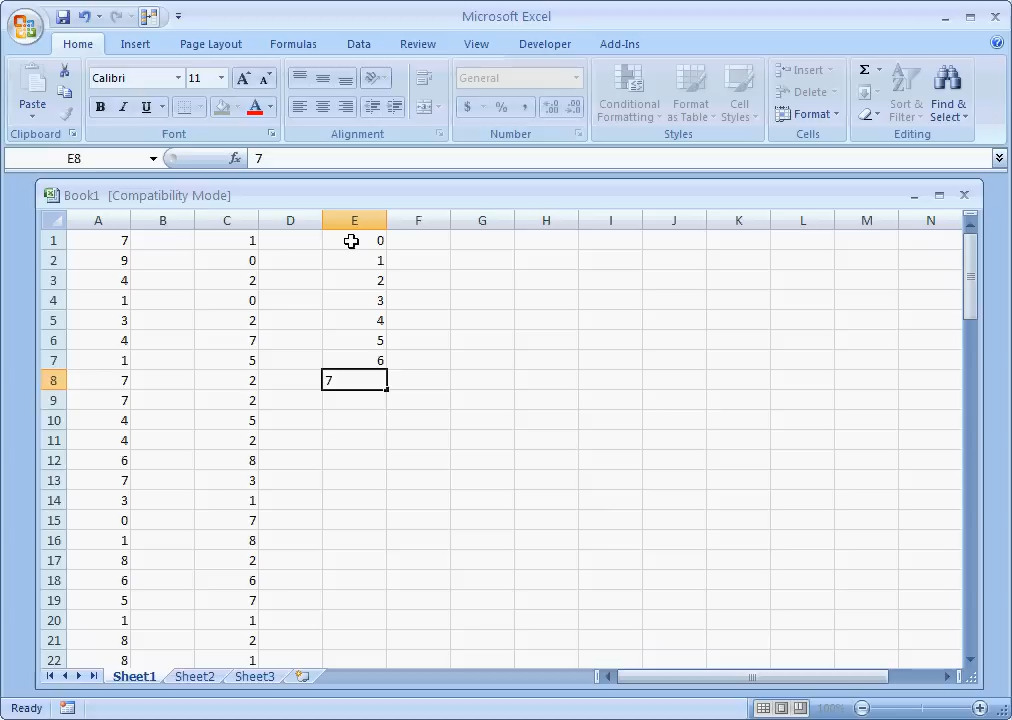 Microsoft Excel
Home Insert Page Layout Formulas Data Review View Developer Add-Ins
Paste
Clipboard
Calibri 11
B I U
Font
Alignment
General
$ % ,
Number
Conditional Formatting
Format as Table
Cell Styles
Styles
Insert
Delete
Format
Cells
Σ
Sort & Filter
Find & Select
Editing
E8 fx 7
Book1 [Compatibility Mode]
A B C D E F G H I J K L M N
1 7 1 0
2 9 0 1
3 4 2 2
4 1 0 3
5 3 2 4
6 4 7 5
7 1 5 6
8 7 2 7
9 7 2
10 4 5
11 4 2
12 6 8
13 7 3
14 3 1
15 0 7
16 1 8
17 8 2
18 6 6
19 5 7
20 1 1
21 8 2
22 8 1
Sheet1 Sheet2 Sheet3
Ready 100%